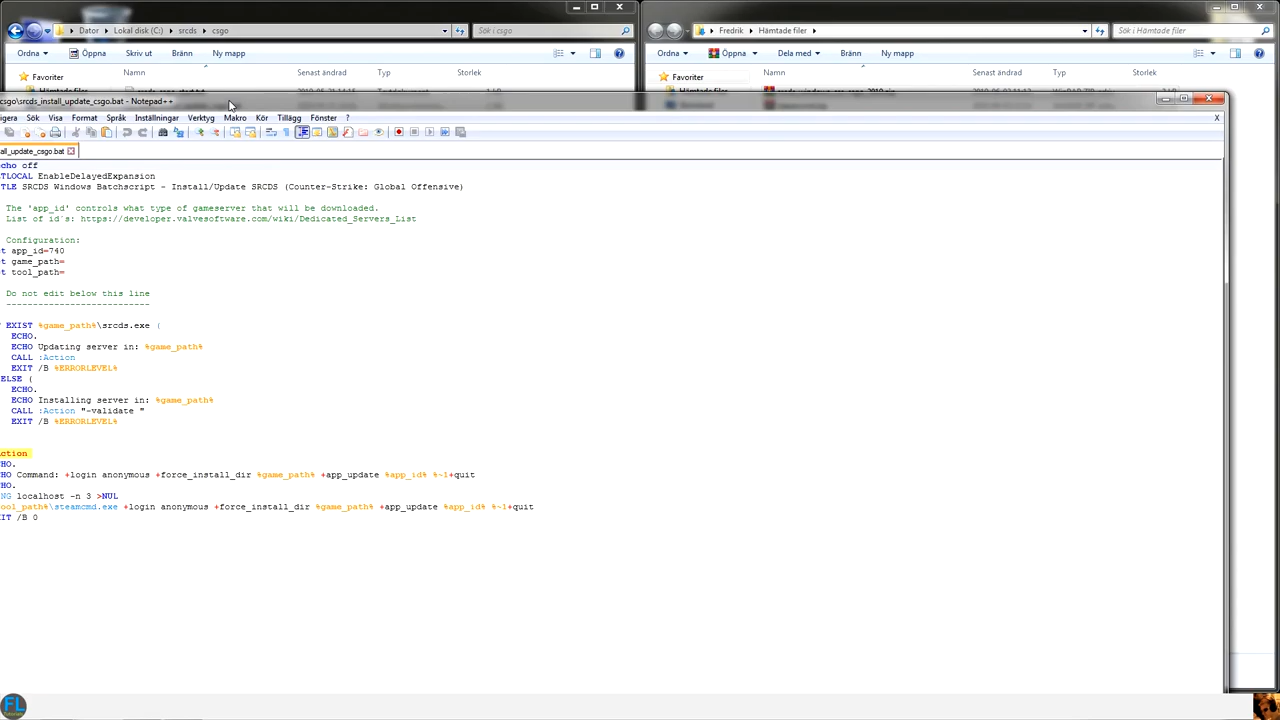 Dator Lokal disk (C:) srcds csgo
Sök i csgo
Fredrik Hämtade filer
Sök i Hämtade filer
Ordna Öppna Skriv ut Bränn Ny mapp
Ordna Öppna Dela med Bränn Ny mapp
Favoriter Namn Senast ändrad Typ Storlek
Favoriter Namn Senast ändrad Typ Storlek
csgo\srcds_install_update_csgo.bat - Notepad++
igera Sök Visa Format Språk Inställningar Verktyg Makro Kör Tillägg Fönster ? X
all_update_csgo.bat
cho off
TLOCAL EnableDelayedExpansion
TLE SRCDS Windows Batchscript - Install/Update SRCDS (Counter-Strike: Global Offensive)
The 'app_id' controls what type of gameserver that will be downloaded.
List of id´s: https://developer.valvesoftware.com/wiki/Dedicated_Servers_List
Configuration:
t app_id=740
t game_path=
t tool_path=
Do not edit below this line
---------------------------
EXIST %game_path%\srcds.exe (
ECHO.
ECHO Updating server in: %game_path%
CALL :Action
EXIT /B %ERRORLEVEL%
ELSE (
ECHO.
ECHO Installing server in: %game_path%
CALL :Action "-validate "
EXIT /B %ERRORLEVEL%
ction
HO.
HO Command: +login anonymous +force_install_dir %game_path% +app_update %app_id% %~1+quit
HO.
NG localhost -n 3 >NUL
ool_path%\steamcmd.exe +login anonymous +force_install_dir %game_path% +app_update %app_id% %~1+quit
IT /B 0
FL